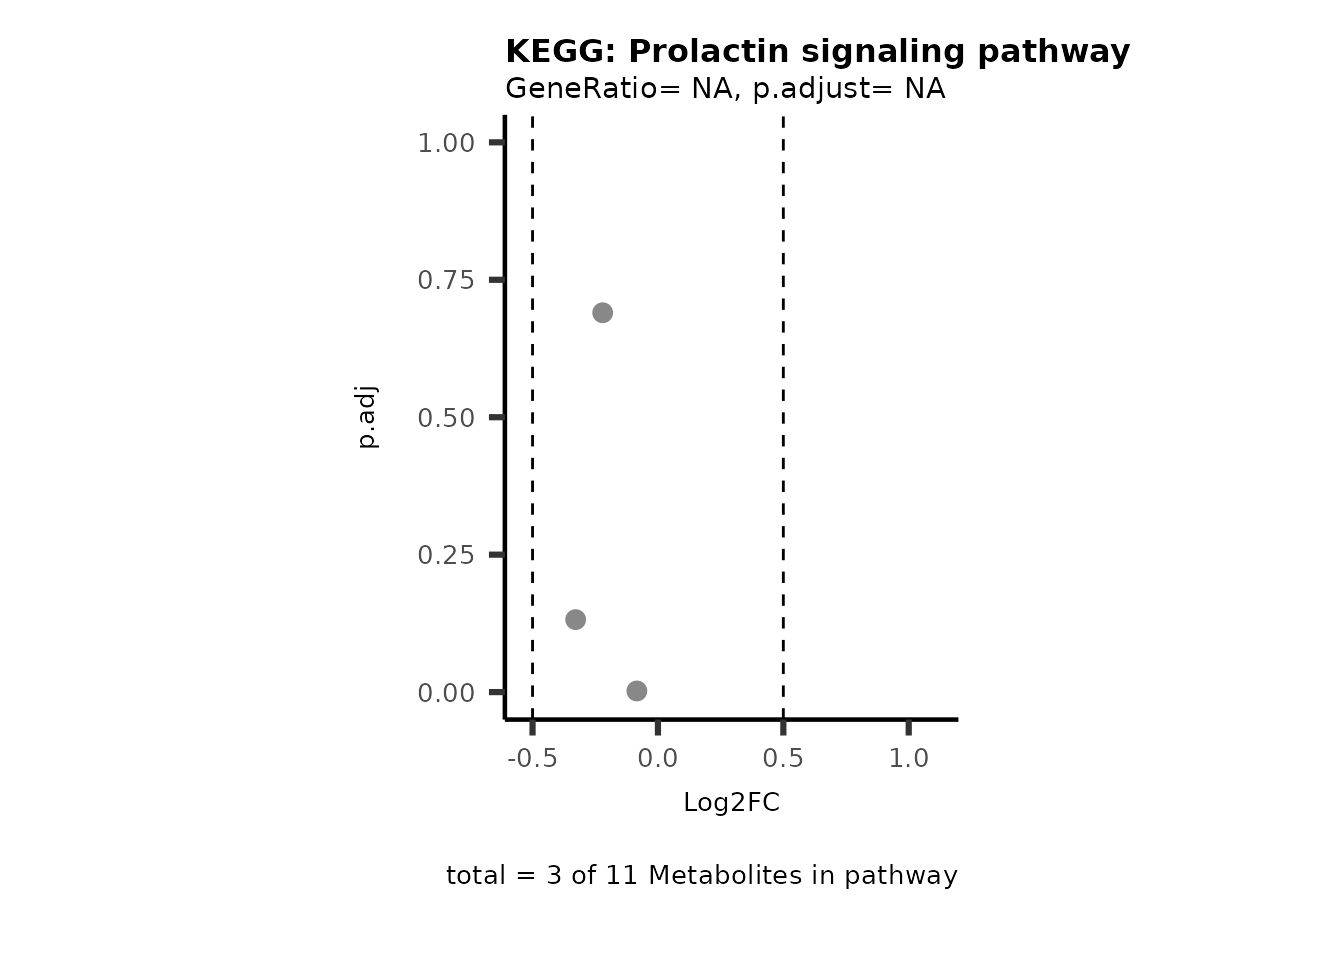 KEGG: Prolactin signaling pathway
GeneRatio= NA, p.adjust= NA
1.00
0.75
0.50
0.25
0.00
p.adj
-0.5
0.0
0.5
1.0
Log2FC
total = 3 of 11 Metabolites in pathway